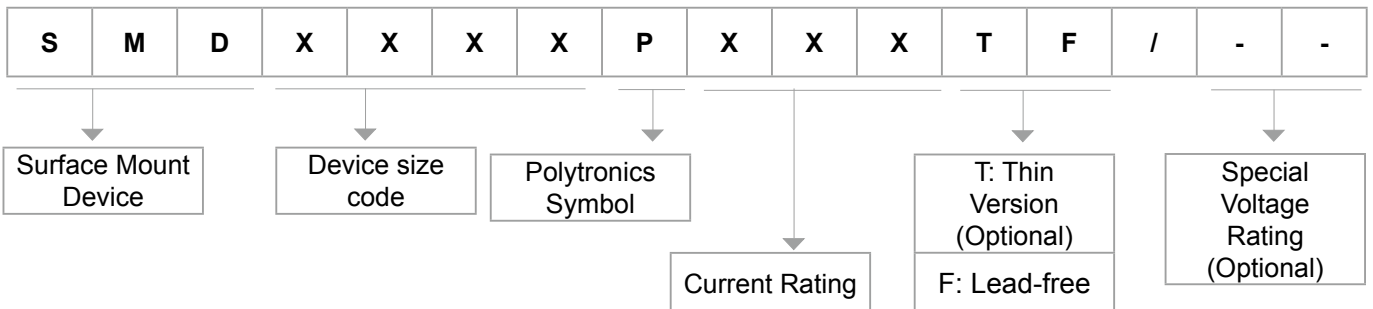 S M D X X X X P X X X T F / - -
Surface Mount
Device
Device size
code
Polytronics
Symbol
Current Rating
T: Thin
Version
(Optional)
F: Lead-free
Special
Voltage
Rating
(Optional)